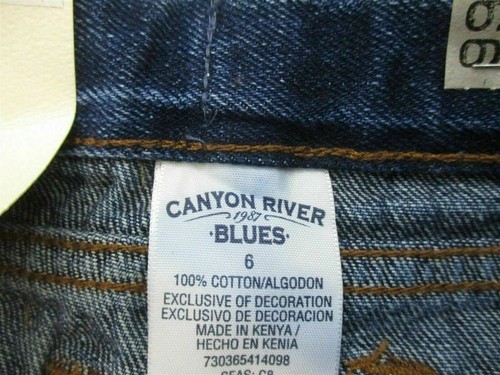 CANYON RIVER
1987
·BLUES·
6
100% COTTON/ALGODON
EXCLUSIVE OF DECORATION
EXCLUSIVO DE DECORACION
MADE IN KENYA/
HECHO EN KENIA
730365414098